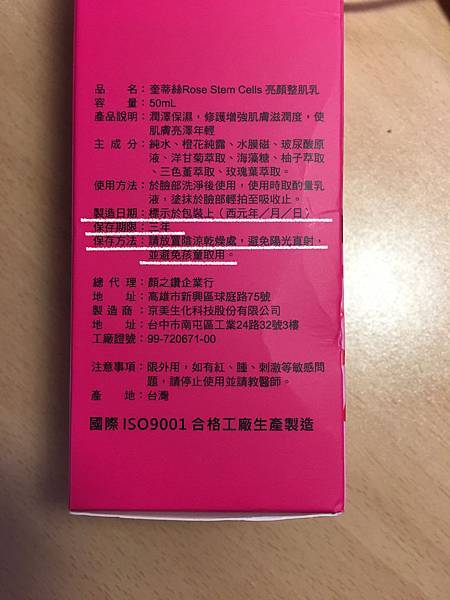 品 名：奎蒂絲Rose Stem Cells 亮顏整肌乳
容 量：50mL
產品說明：潤澤保濕，修護增強肌膚滋潤度，使
肌膚亮澤年輕
主 成 分：純水、橙花純露、水膜磁、玻尿酸原
液、洋甘菊萃取、海藻糖、柚子萃取
、三色堇萃取、玫瑰葉萃取。
使用方法：於臉部洗淨後使用，使用時取酌量乳
液，塗抹於臉部輕拍至吸收止。
製造日期：標示於包裝上（西元年／月／日）
保存期限：三年
保存方法：請放置陰涼乾燥處，避免陽光直射，
並避免孩童取用。
總 代 理：顏之鑽企業行
地 址：高雄市新興區球庭路75號
製 造 商：京美生化科技股份有限公司
地 址：台中市南屯區工業24路32號3樓
工廠證號：99-720671-00
注意事項：限外用，如有紅、腫、刺激等敏感問
題，請停止使用並請教醫師。
產 地：台灣
國際 ISO9001 合格工廠生產製造